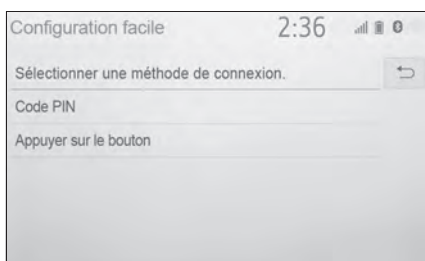 Configuration facile 2:36
Sélectionner une méthode de connexion.
Code PIN
Appuyer sur le bouton